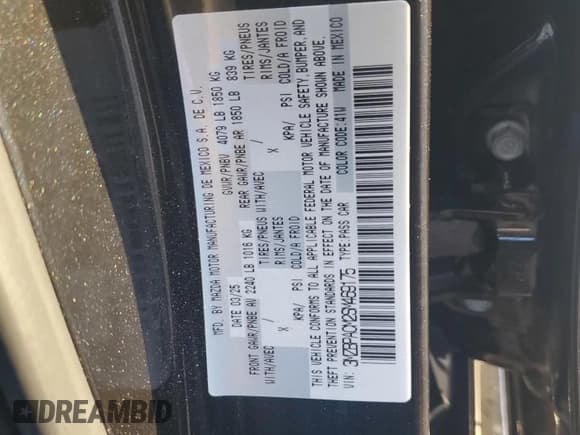 MFD. BY MAZDA MOTOR MANUFACTURING DE MEXICO S.A. DE C.V.
DATE 03/25 GVWR/PNBV 4079 LB 1850 KG
FRONT GAWR/PNBE AV 2240 LB 1016 KG REAR GAWR/PNBE AR 1850 LB 839 KG
WITH/AVEC / TIRES/PNEUS WITH/AVEC / TIRES/PNEUS
X RIMS/JANTES X RIMS/JANTES
KPA/ PSI COLD/A FROID KPA/ PSI COLD/A FROID
THIS VEHICLE CONFORMS TO ALL APPLICABLE FEDERAL MOTOR VEHICLE SAFETY, BUMPER, AND
THEFT PREVENTION STANDARDS IN EFFECT ON THE DATE OF MANUFACTURE SHOWN ABOVE.
VIN: 3MZBPACM2SM469175 TYPE: PASS CAR COLOR CODE: 41W MADE IN MEXICO
DREAMBID